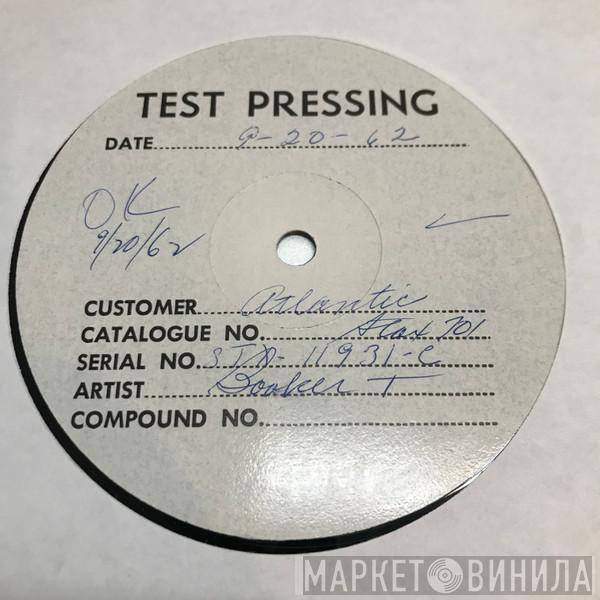 TEST PRESSING
DATE 9-20-62
OK
9/20/62
CUSTOMER Atlantic
CATALOGUE NO. Stax 701
SERIAL NO. STA-11931-C
ARTIST Booker T
COMPOUND NO.
МАРКЕТ ВИНИЛА